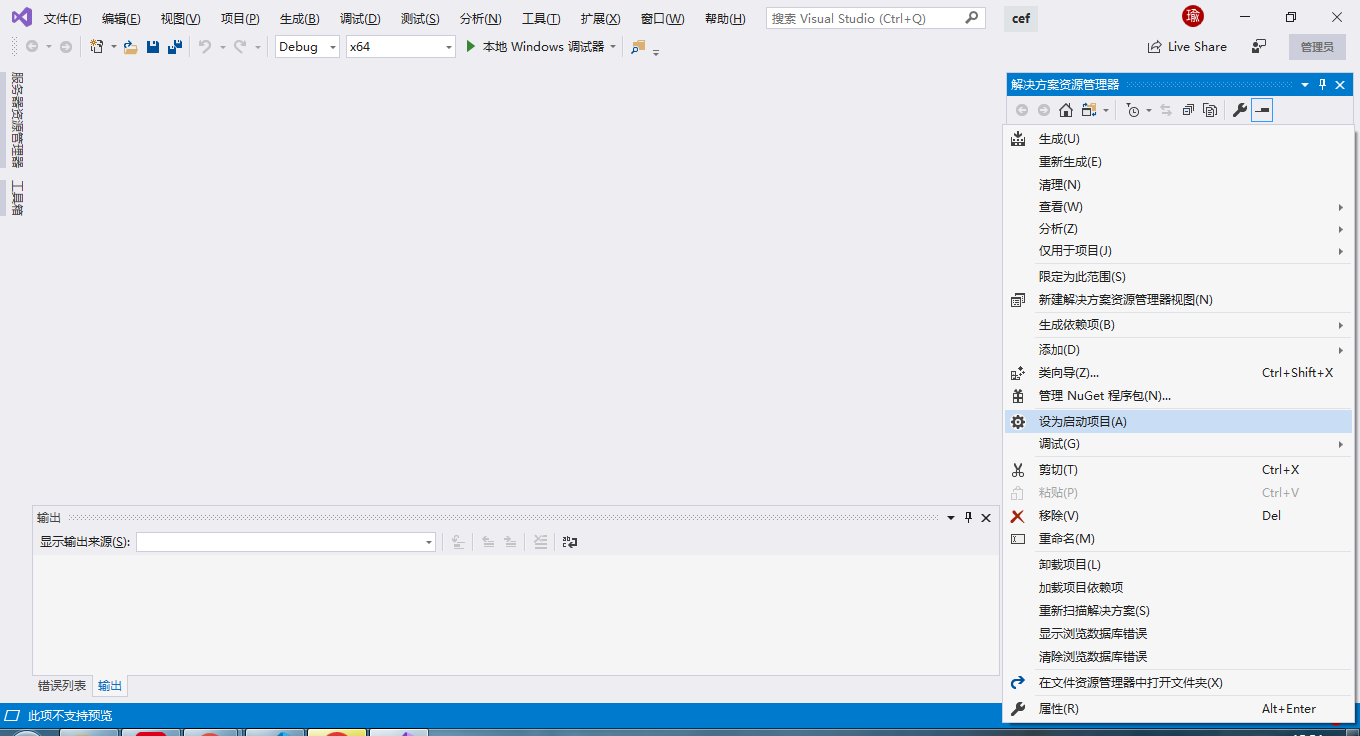 文件(F) 编辑(E) 视图(V) 项目(P) 生成(B) 调试(D) 测试(S) 分析(N) 工具(T) 扩展(X) 窗口(W) 帮助(H) 搜索 Visual Studio (Ctrl+Q) cef 瑜
Debug x64 本地 Windows 调试器 Live Share 管理员
服务器资源管理器
工具箱
解决方案资源管理器
生成(U)
重新生成(E)
清理(N)
查看(W)
分析(Z)
仅用于项目(J)
限定为此范围(S)
新建解决方案资源管理器视图(N)
生成依赖项(B)
添加(D)
类向导(Z)... Ctrl+Shift+X
管理 NuGet 程序包(N)...
设为启动项目(A)
调试(G)
剪切(T) Ctrl+X
粘贴(P) Ctrl+V
移除(V) Del
重命名(M)
卸载项目(L)
加载项目依赖项
重新扫描解决方案(S)
显示浏览数据库错误
清除浏览数据库错误
在文件资源管理器中打开文件夹(X)
属性(R) Alt+Enter
输出
显示输出来源(S):
错误列表 输出
此项不支持预览